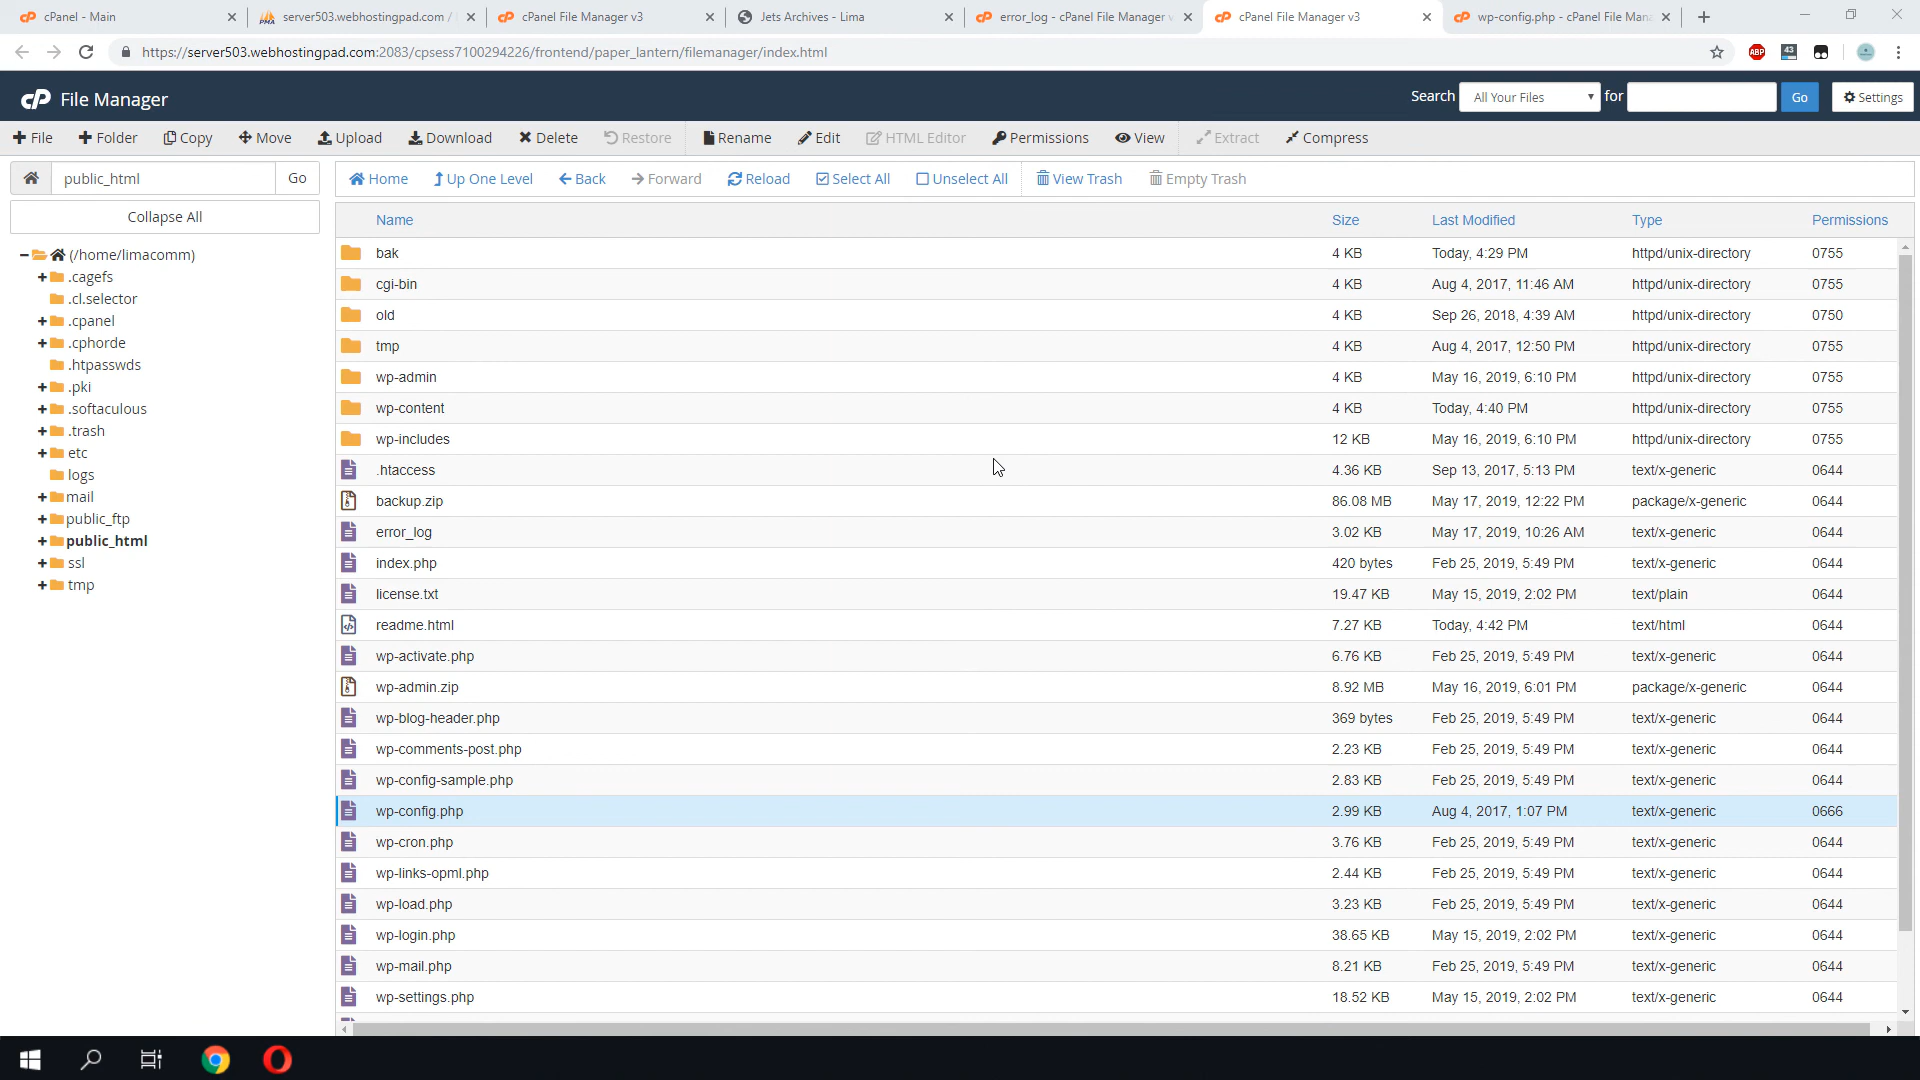 cPanel - Main
server503.webhostingpad.com /
cPanel File Manager v3
Jets Archives - Lima
error_log - cPanel File Manager v
cPanel File Manager v3
wp-config.php - cPanel File Man
https://server503.webhostingpad.com:2083/cpsess7100294226/frontend/paper_lantern/filemanager/index.html
ABP
43
cP File Manager
Search All Your Files for Go Settings
File Folder Copy Move Upload Download Delete Restore Rename Edit HTML Editor Permissions View Extract Compress
public_html Go
Home Up One Level Back Forward Reload Select All Unselect All View Trash Empty Trash
Collapse All
(/home/limacomm)
.cagefs
.cl.selector
.cpanel
.cphorde
.htpasswds
.pki
.softaculous
.trash
etc
logs
mail
public_ftp
public_html
ssl
tmp
Name Size Last Modified Type Permissions
bak 4 KB Today, 4:29 PM httpd/unix-directory 0755
cgi-bin 4 KB Aug 4, 2017, 11:46 AM httpd/unix-directory 0755
old 4 KB Sep 26, 2018, 4:39 AM httpd/unix-directory 0750
tmp 4 KB Aug 4, 2017, 12:50 PM httpd/unix-directory 0755
wp-admin 4 KB May 16, 2019, 6:10 PM httpd/unix-directory 0755
wp-content 4 KB Today, 4:40 PM httpd/unix-directory 0755
wp-includes 12 KB May 16, 2019, 6:10 PM httpd/unix-directory 0755
.htaccess 4.36 KB Sep 13, 2017, 5:13 PM text/x-generic 0644
backup.zip 86.08 MB May 17, 2019, 12:22 PM package/x-generic 0644
error_log 3.02 KB May 17, 2019, 10:26 AM text/x-generic 0644
index.php 420 bytes Feb 25, 2019, 5:49 PM text/x-generic 0644
license.txt 19.47 KB May 15, 2019, 2:02 PM text/plain 0644
readme.html 7.27 KB Today, 4:42 PM text/html 0644
wp-activate.php 6.76 KB Feb 25, 2019, 5:49 PM text/x-generic 0644
wp-admin.zip 8.92 MB May 16, 2019, 6:01 PM package/x-generic 0644
wp-blog-header.php 369 bytes Feb 25, 2019, 5:49 PM text/x-generic 0644
wp-comments-post.php 2.23 KB Feb 25, 2019, 5:49 PM text/x-generic 0644
wp-config-sample.php 2.83 KB Feb 25, 2019, 5:49 PM text/x-generic 0644
wp-config.php 2.99 KB Aug 4, 2017, 1:07 PM text/x-generic 0666
wp-cron.php 3.76 KB Feb 25, 2019, 5:49 PM text/x-generic 0644
wp-links-opml.php 2.44 KB Feb 25, 2019, 5:49 PM text/x-generic 0644
wp-load.php 3.23 KB Feb 25, 2019, 5:49 PM text/x-generic 0644
wp-login.php 38.65 KB May 15, 2019, 2:02 PM text/x-generic 0644
wp-mail.php 8.21 KB Feb 25, 2019, 5:49 PM text/x-generic 0644
wp-settings.php 18.52 KB May 15, 2019, 2:02 PM text/x-generic 0644